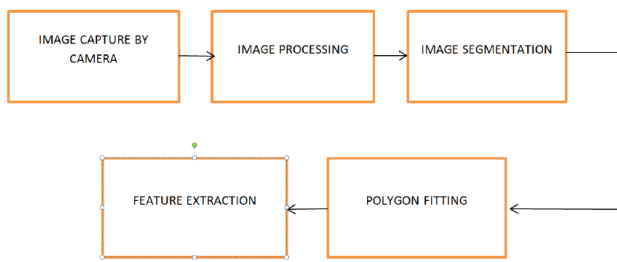 IMAGE CAPTURE BY
CAMERA
IMAGE PROCESSING
IMAGE SEGMENTATION
POLYGON FITTING
FEATURE EXTRACTION